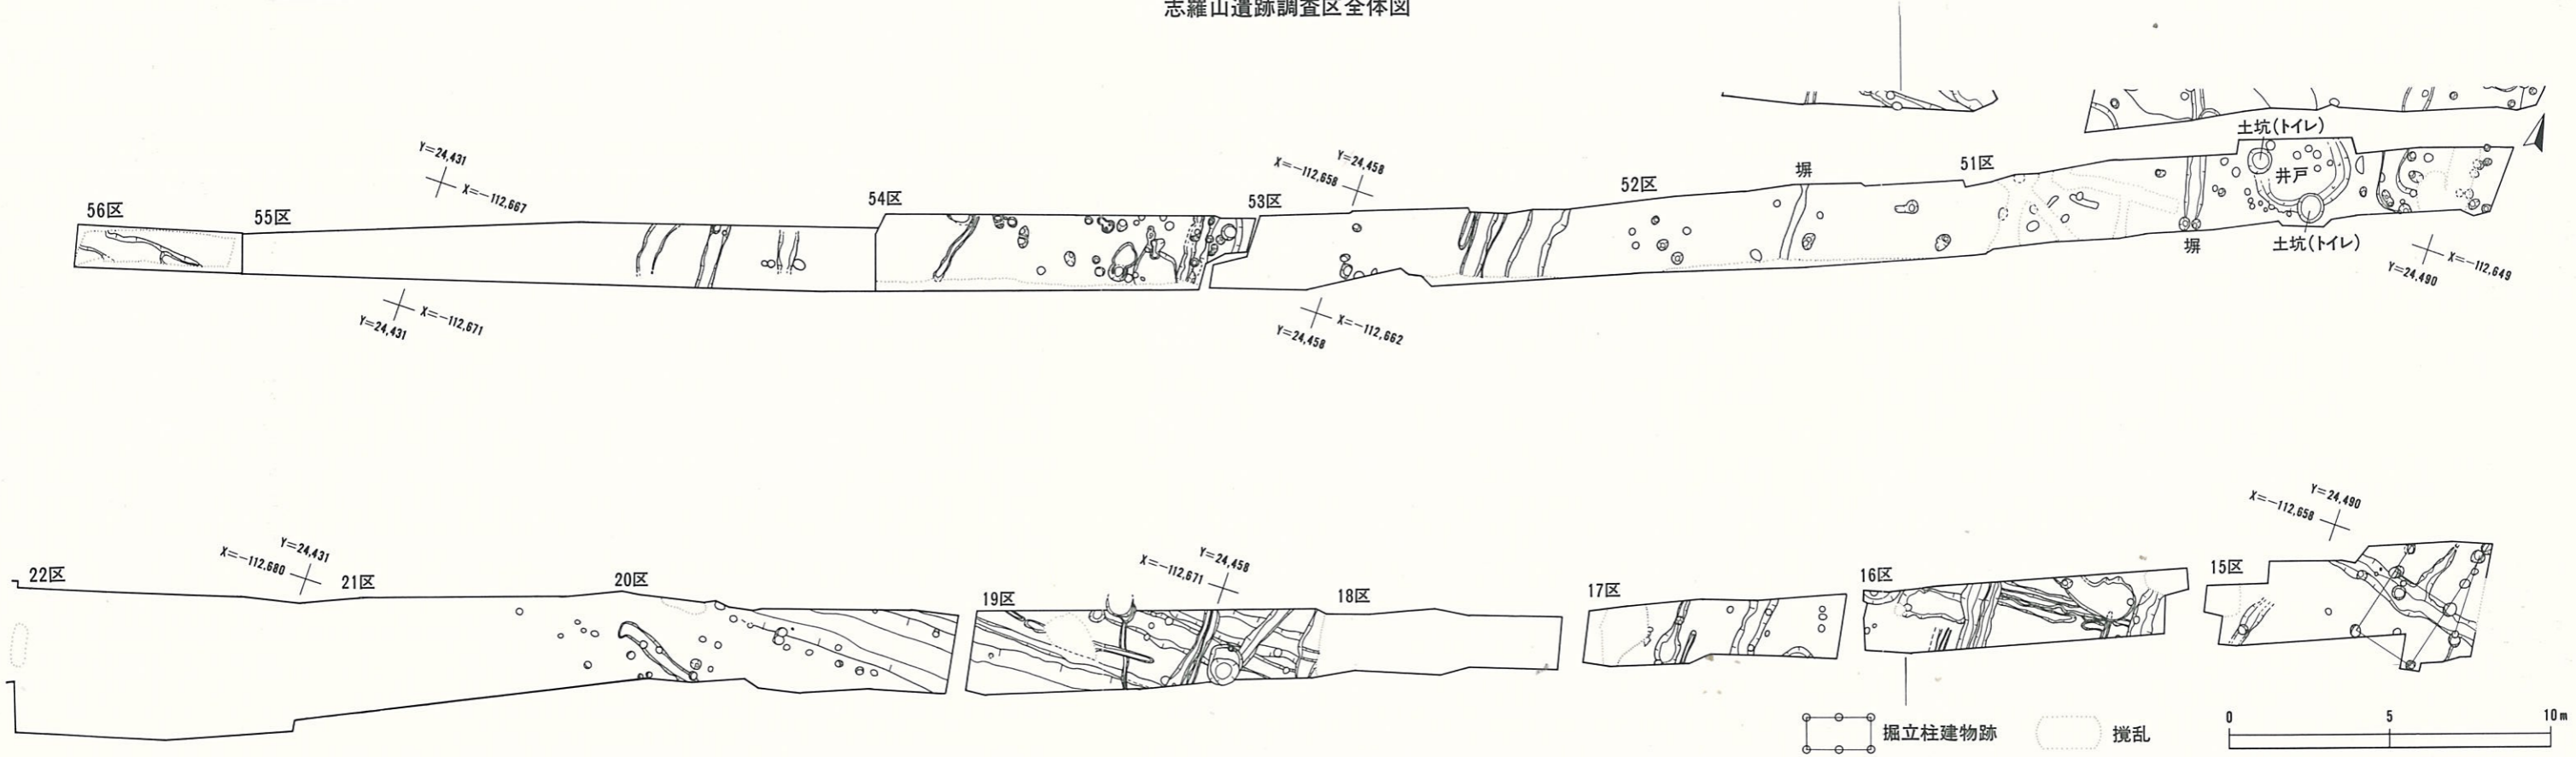 志羅山遺跡調査区全体図
土坑(トイレ)
井戸
土坑(トイレ)
塀
塀
51区
52区
53区
54区
55区
56区
Y=24,431
X=-112,667
Y=24,431
X=-112,671
Y=24,458
X=-112,658
Y=24,458
X=-112,662
Y=24,490
X=-112,649
22区
21区
20区
19区
18区
17区
16区
15区
Y=24,431
X=-112,680
Y=24,458
X=-112,671
Y=24,490
X=-112,658
掘立柱建物跡
撹乱
0 5 10m